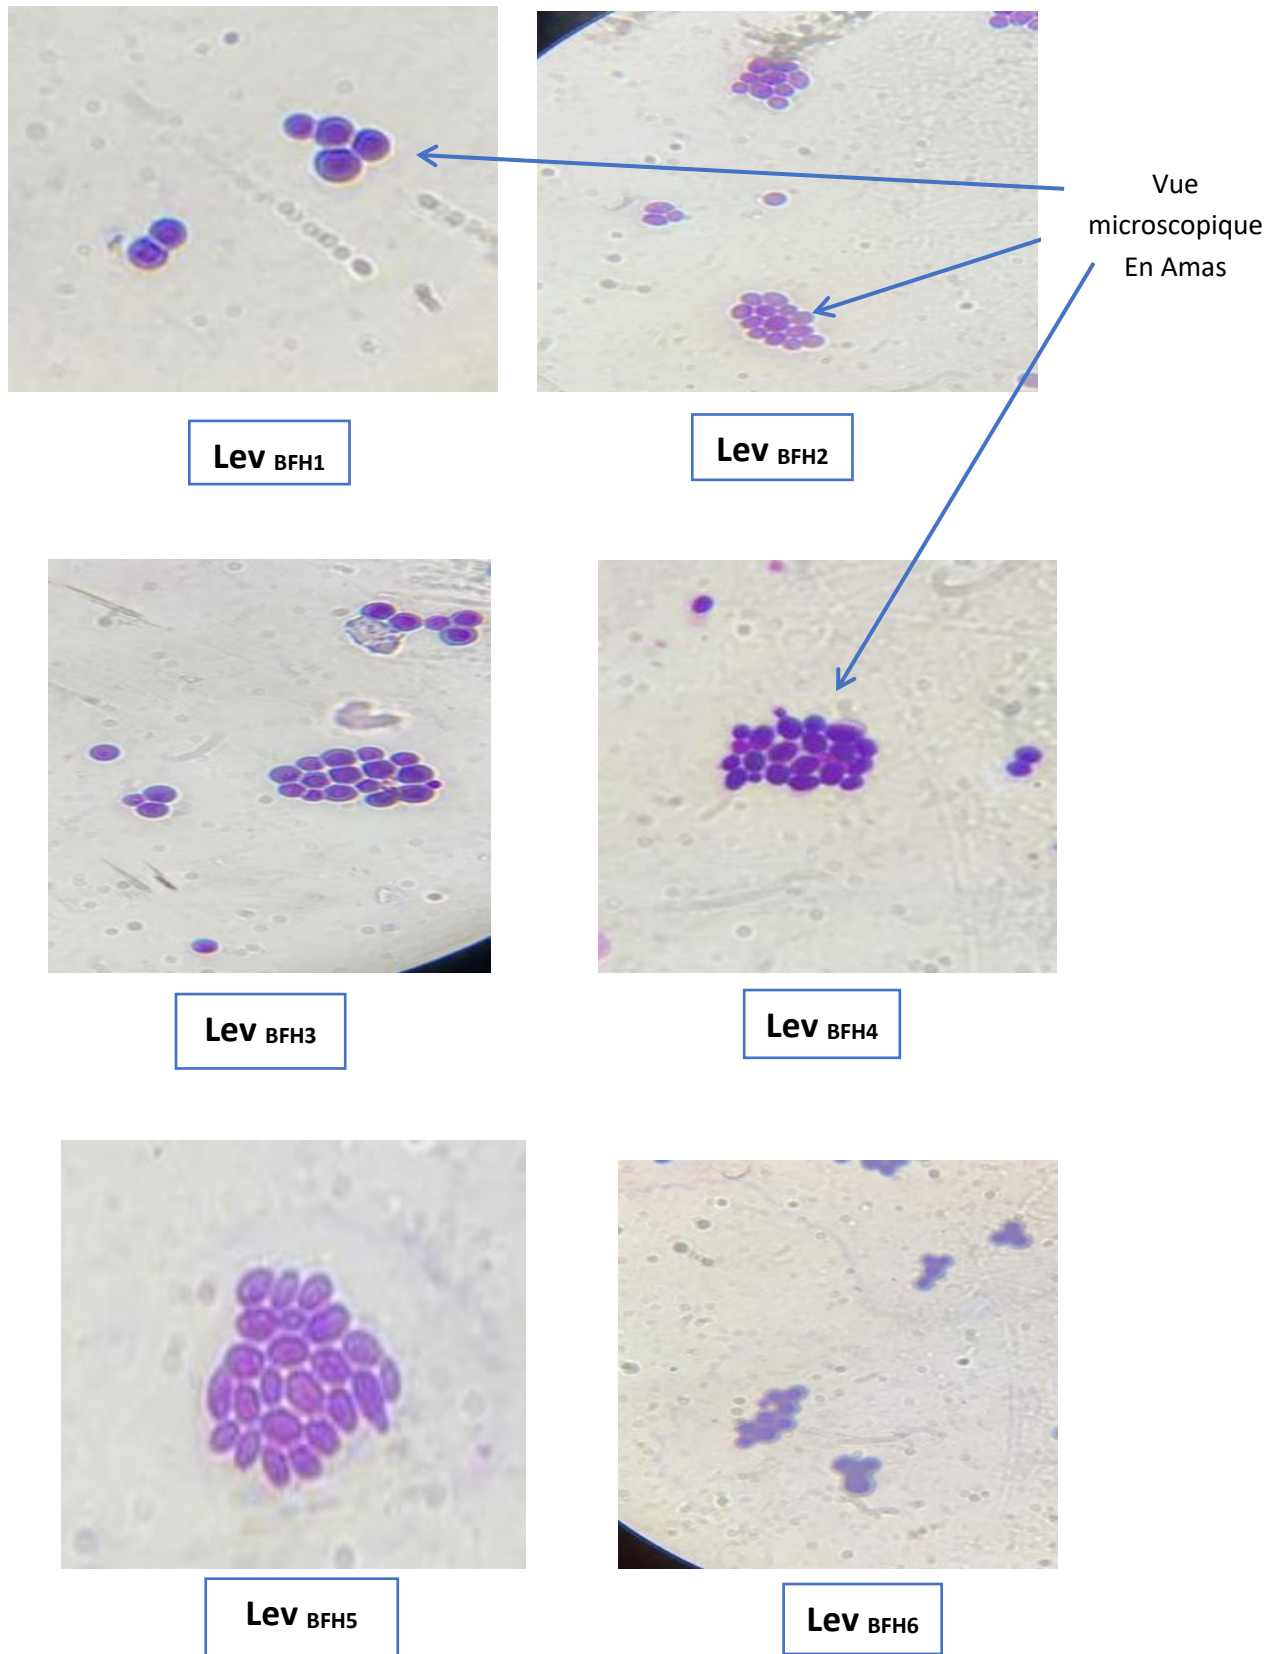 Vue
microscopique
En Amas
Lev BFH1
Lev BFH2
Lev BFH3
Lev BFH4
Lev BFH5
Lev BFH6